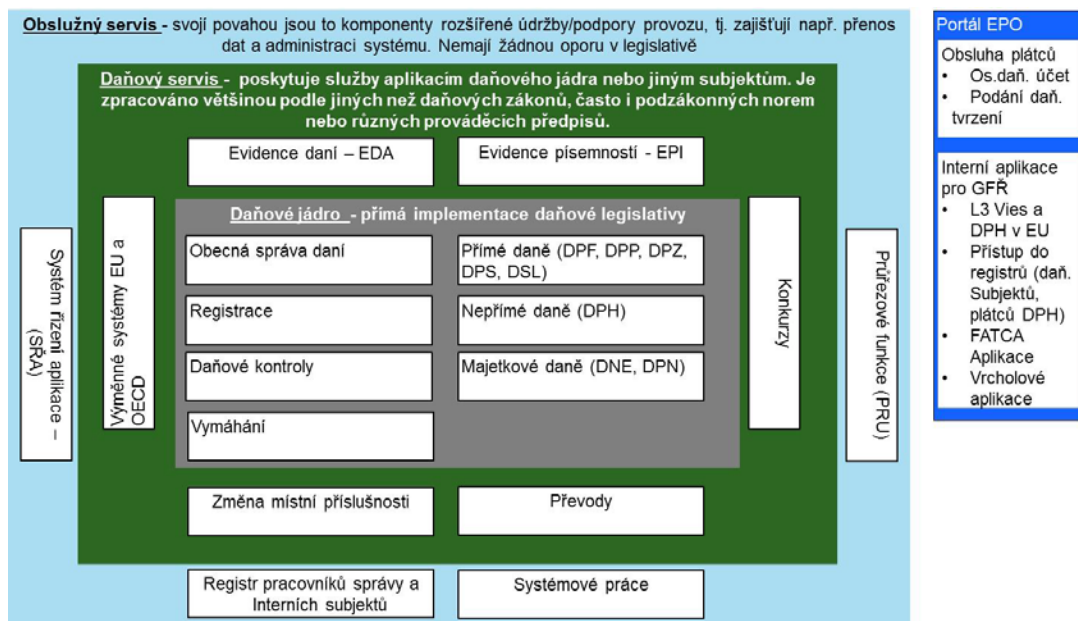 Obslužný servis - svojí povahou jsou to komponenty rozšířené údržby/podpory provozu, tj. zajišťují např. přenos
dat a administraci systému. Nemají žádnou oporu v legislativě
Daňový servis - poskytuje služby aplikacím daňového jádra nebo jiným subjektům. Je
zpracováno většinou podle jiných než daňových zákonů, často i podzákonných norem
nebo různých prováděcích předpisů.
Evidence daní – EDA
Evidence písemností - EPI
Systém řízení aplikace –
(SŘA)
Výměnné systémy EU a
OECD
Daňové jádro - přímá implementace daňové legislativy
Obecná správa daní
Přímé daně (DPF, DPP, DPZ,
DPS, DSL)
Registrace
Nepřímé daně (DPH)
Daňové kontroly
Majetkové daně (DNE, DPN)
Vymáhání
Konkurzy
Průřezové funkce (PRU)
Změna místní příslušnosti
Převody
Registr pracovníků správy a
Interních subjektů
Systémové práce
Portál EPO
Obsluha plátců
• Os.daň. účet
• Podání daň.
tvrzení
Interní aplikace
pro GFŘ
• L3 Vies a
DPH v EU
• Přístup do
registrů (daň.
Subjektů,
plátců DPH)
• FATCA
Aplikace
• Vrcholové
aplikace